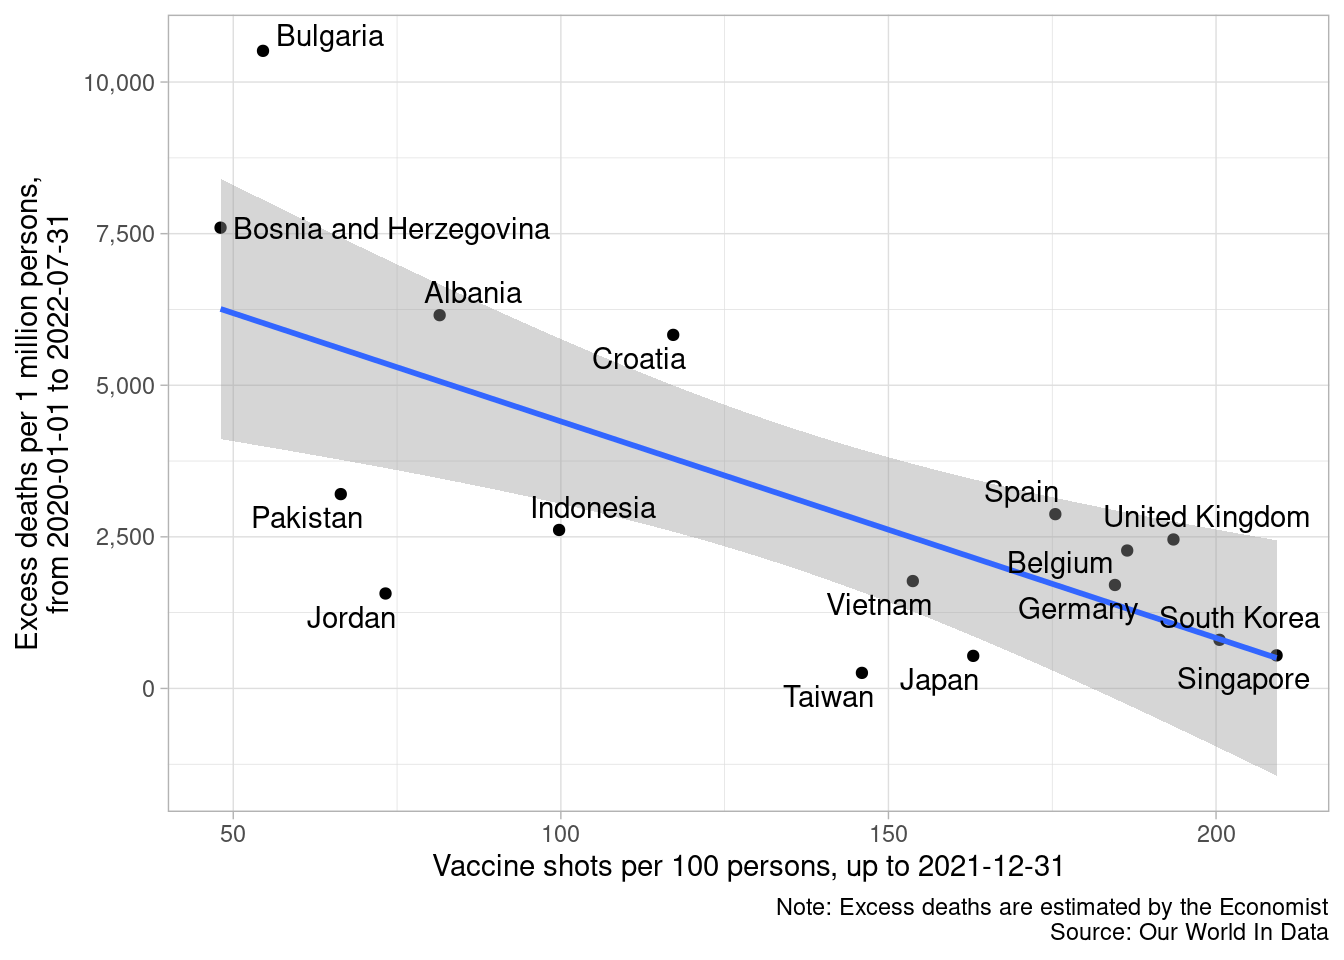 Bulgaria
10,000
7,500
Bosnia and Herzegovina
Albania
Croatia
5,000
Excess deaths per 1 million persons,
from 2020-01-01 to 2022-07-31
Spain
Pakistan
Indonesia
United Kingdom
2,500
Belgium
Jordan
Vietnam
Germany
South Korea
0
Taiwan
Japan
Singapore
50
100
150
200
Vaccine shots per 100 persons, up to 2021-12-31
Note: Excess deaths are estimated by the Economist
Source: Our World In Data